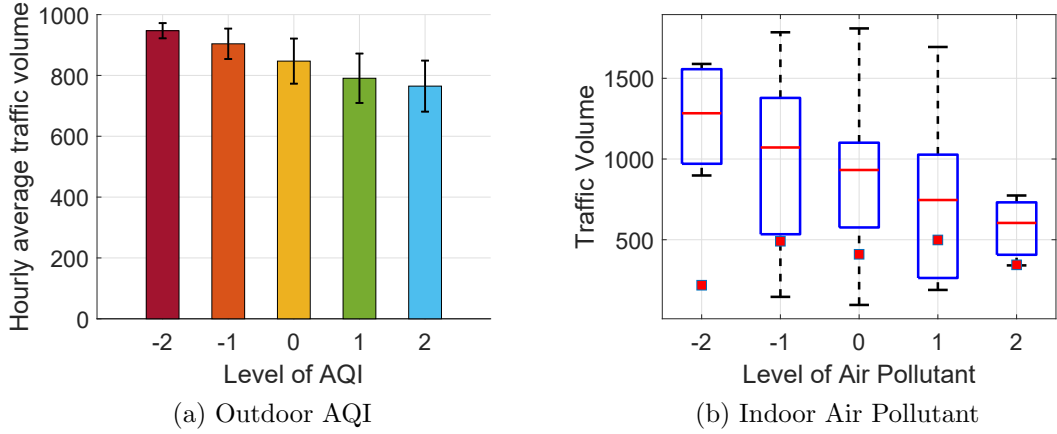 Hourly average traffic volume
1000
800
600
400
200
0
-2 -1 0 1 2
Level of AQI
(a) Outdoor AQI
Traffic Volume
1500
1000
500
-2 -1 0 1 2
Level of Air Pollutant
(b) Indoor Air Pollutant